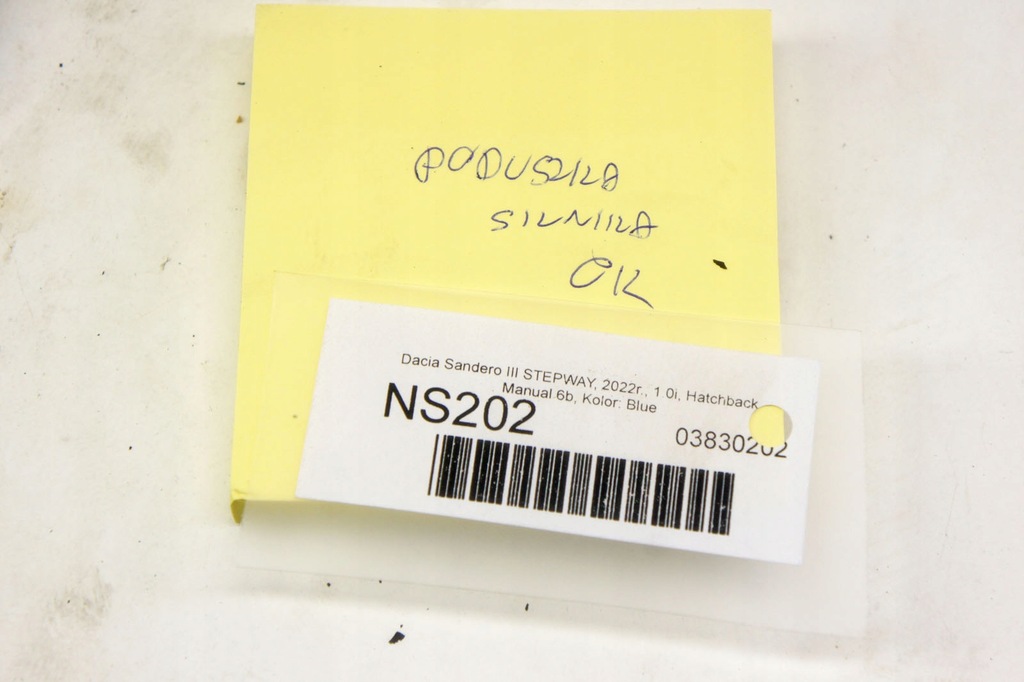 PODUSZKA
SILNIKA
OK
Dacia Sandero III STEPWAY, 2022r., 1.0i, Hatchback
Manual 6b, Kolor: Blue
NS202
03830202